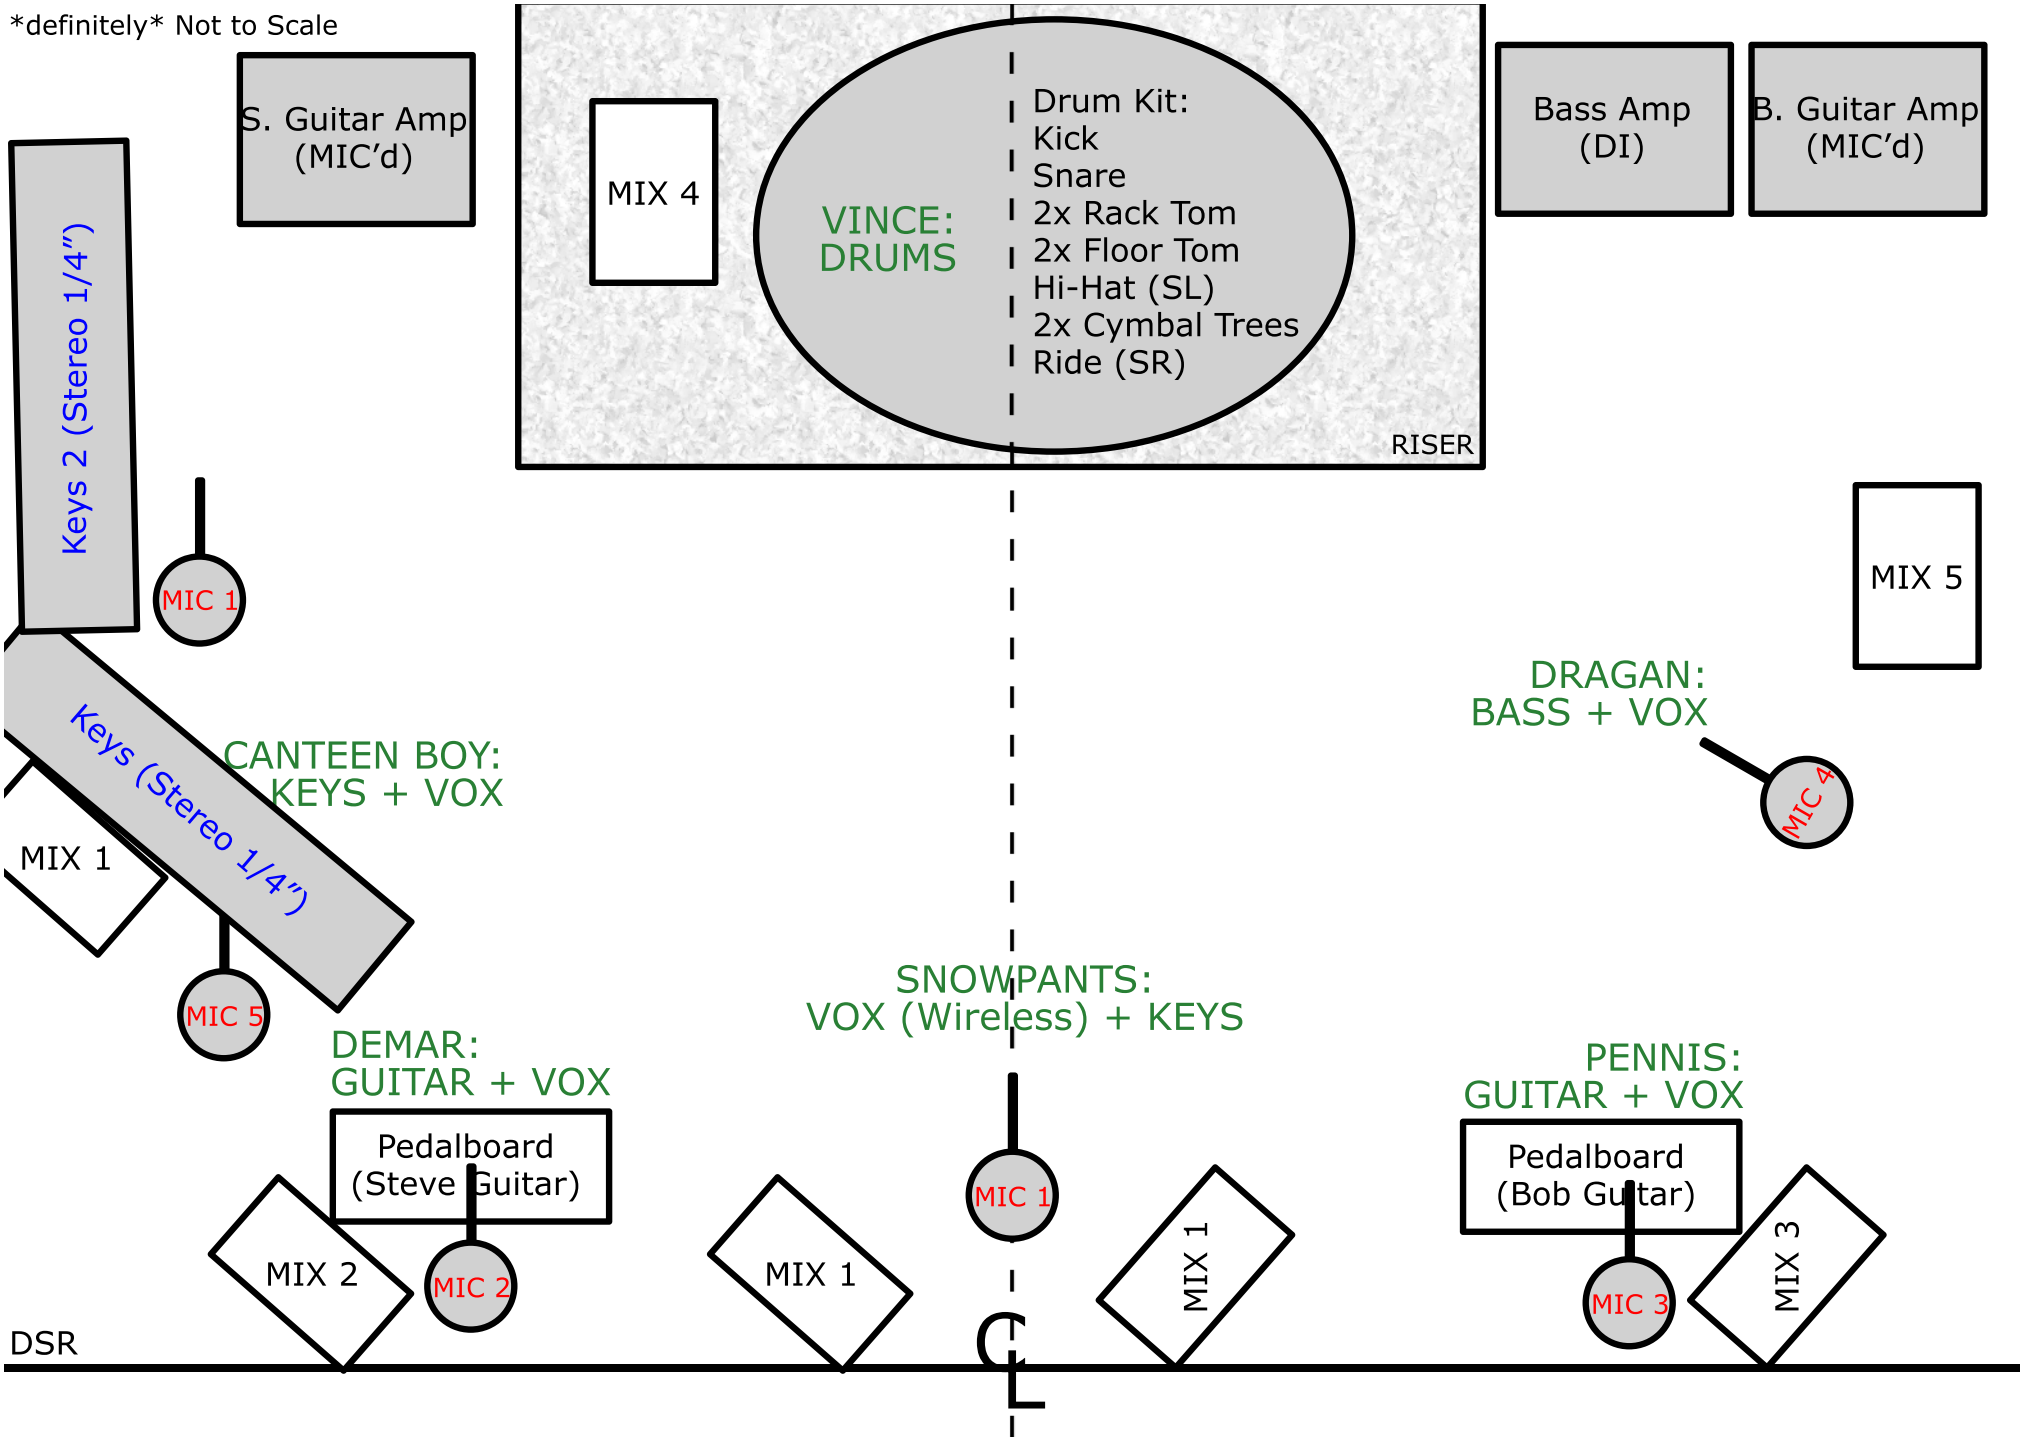 *definitely* Not to Scale
S. Guitar Amp
(MIC’d)
MIX 4
VINCE:
DRUMS
Drum Kit:
Kick
Snare
2x Rack Tom
2x Floor Tom
Hi-Hat (SL)
2x Cymbal Trees
Ride (SR)
RISER
Bass Amp
(DI)
B. Guitar Amp
(MIC’d)
Keys 2 (Stereo 1/4”)
MIC 1
MIX 5
DRAGAN:
BASS + VOX
MIC 4
Keys (Stereo 1/4”)
CANTEEN BOY:
KEYS + VOX
MIX 1
MIC 5
SNOWPANTS:
VOX (Wireless) + KEYS
DEMAR:
GUITAR + VOX
PENNIS:
GUITAR + VOX
Pedalboard
(Steve Guitar)
Pedalboard
(Bob Guitar)
MIC 1
MIX 2
MIC 2
MIX 1
MIX 1
MIC 3
MIX 3
DSR
CL